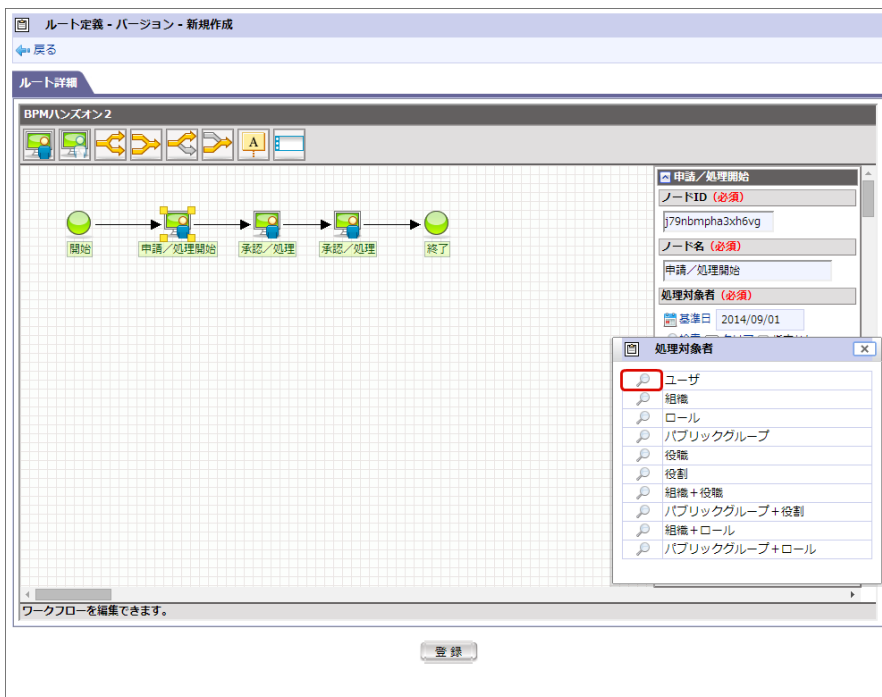 ルート定義 - バージョン - 新規作成
戻る
ルート詳細
BPMハンズオン2
A
申請／処理開始
ノードID (必須)
j79nbmpha3xh6vg
ノード名 (必須)
申請／処理開始
処理対象者 (必須)
基準日 2014/09/01
開始
申請／処理開始
承認／処理
承認／処理
終了
処理対象者
ユーザ
組織
ロール
パブリックグループ
役職
役割
組織＋役職
パブリックグループ＋役割
組織＋ロール
パブリックグループ＋ロール
ワークフローを編集できます。
登録